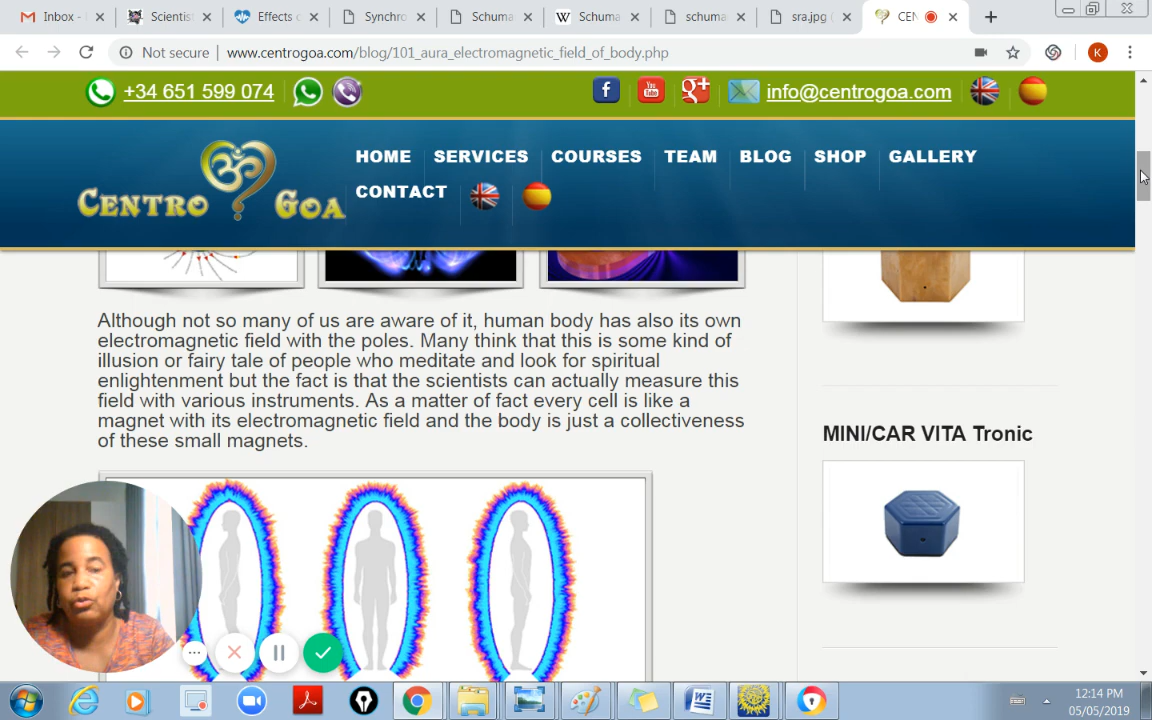 Inbox -
Scientis
Effects c
Synchro
Schuma
Schuma
schuma
sra.jpg (
CEN
Not secure
www.centrogoa.com/blog/101_aura_electromagnetic_field_of_body.php
K
+34 651 599 074
f
You Tube
g+
info@centrogoa.com
CENTRO GOA
HOME SERVICES COURSES TEAM BLOG SHOP GALLERY
CONTACT
Although not so many of us are aware of it, human body has also its own
electromagnetic field with the poles. Many think that this is some kind of
illusion or fairy tale of people who meditate and look for spiritual
enlightenment but the fact is that the scientists can actually measure this
field with various instruments. As a matter of fact every cell is like a
magnet with its electromagnetic field and the body is just a collectiveness
of these small magnets.
MINI/CAR VITA Tronic
12:14 PM
05/05/2019